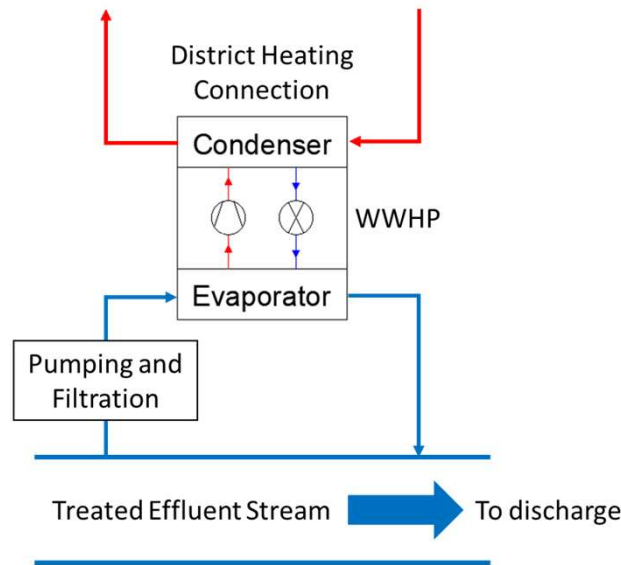 District Heating
Connection
Condenser
WWHP
Evaporator
Pumping and
Filtration
Treated Effluent Stream
To discharge